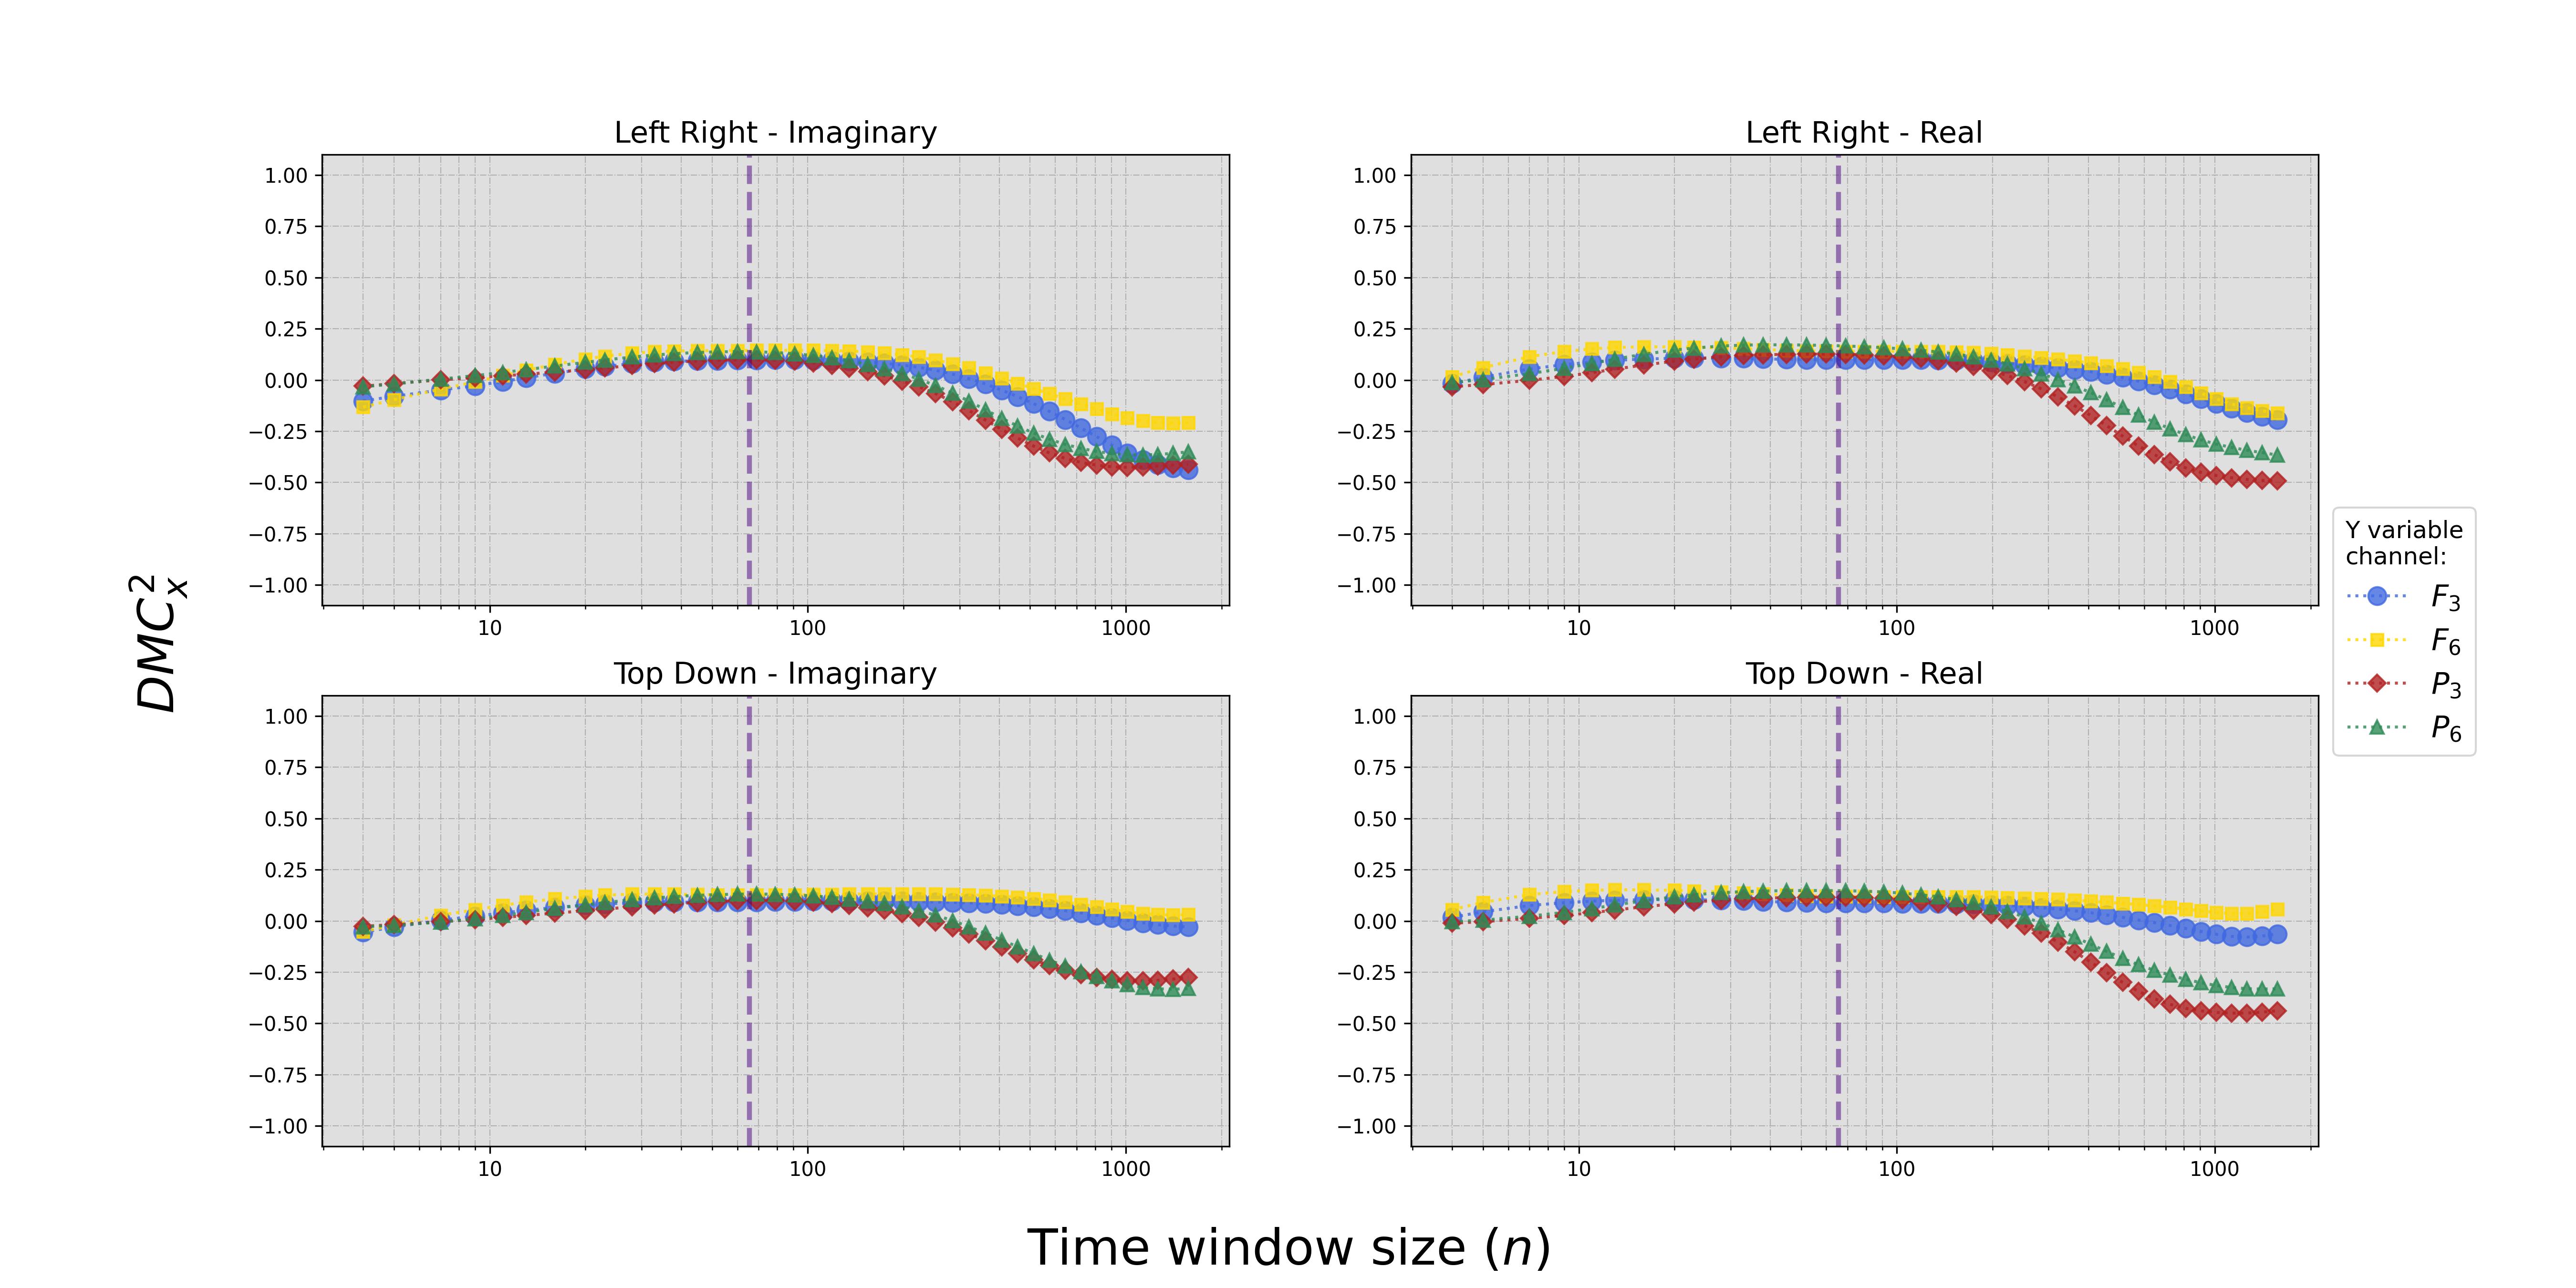 Left Right - Imaginary
1.00
0.75
0.50
0.25
0.00
−0.25
−0.50
−0.75
−1.00
10 100 1000
Left Right - Real
1.00
0.75
0.50
0.25
0.00
−0.25
−0.50
−0.75
−1.00
10 100 1000
Top Down - Imaginary
1.00
0.75
0.50
0.25
0.00
−0.25
−0.50
−0.75
−1.00
10 100 1000
Top Down - Real
1.00
0.75
0.50
0.25
0.00
−0.25
−0.50
−0.75
−1.00
10 100 1000
Y variable
channel:
F₃
F₆
P₃
P₆
DMC²ₓ
Time window size (n)